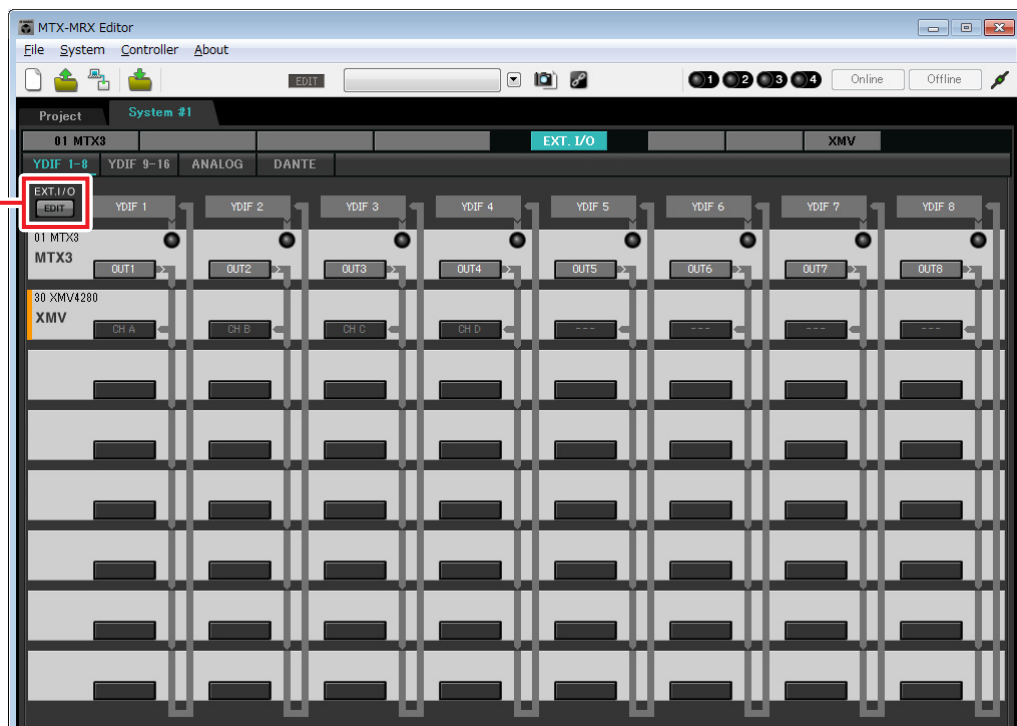 MTX-MRX Editor
File System Controller About
EDIT 1 2 3 4 Online Offline
Project System #1
01 MTX3 EXT. I/O XMV
YDIF 1-8 YDIF 9-16 ANALOG DANTE
EXT.I/O
EDIT YDIF 1 YDIF 2 YDIF 3 YDIF 4 YDIF 5 YDIF 6 YDIF 7 YDIF 8
01 MTX3
MTX3
OUT1 OUT2 OUT3 OUT4 OUT5 OUT6 OUT7 OUT8
30 XMV4280
XMV
CH A CH B CH C CH D --- --- --- ---